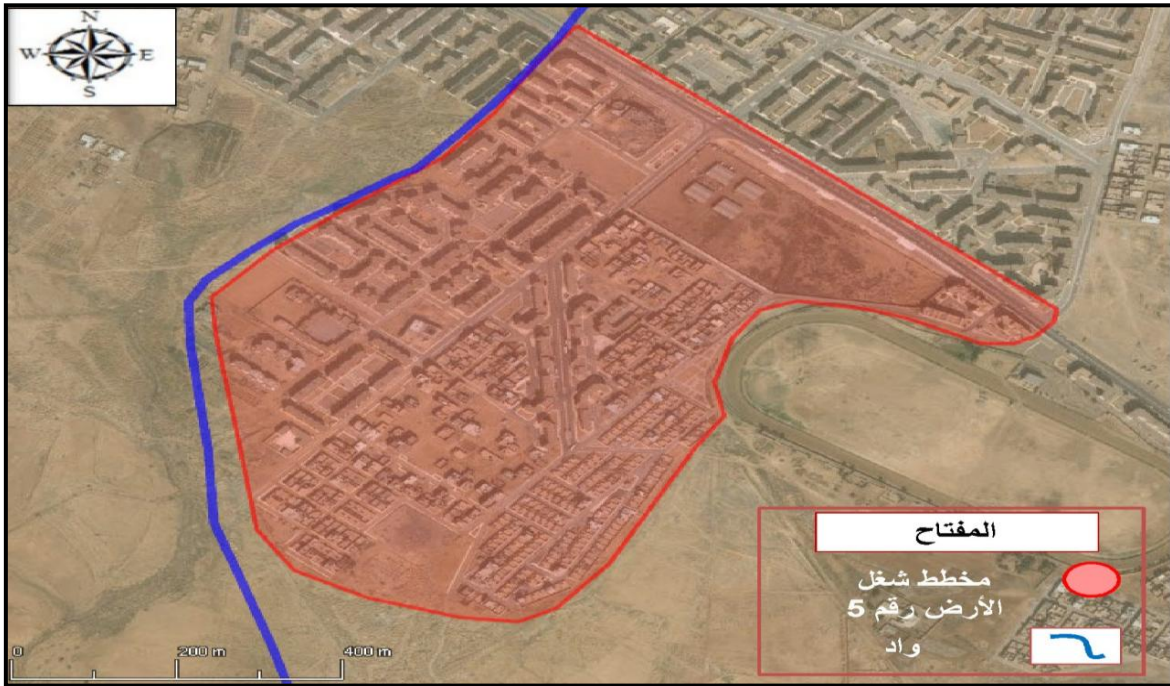 N
W E
S
المفتاح
مخطط شغل
الأرض رقم 5
واد
0 200 m 400 m